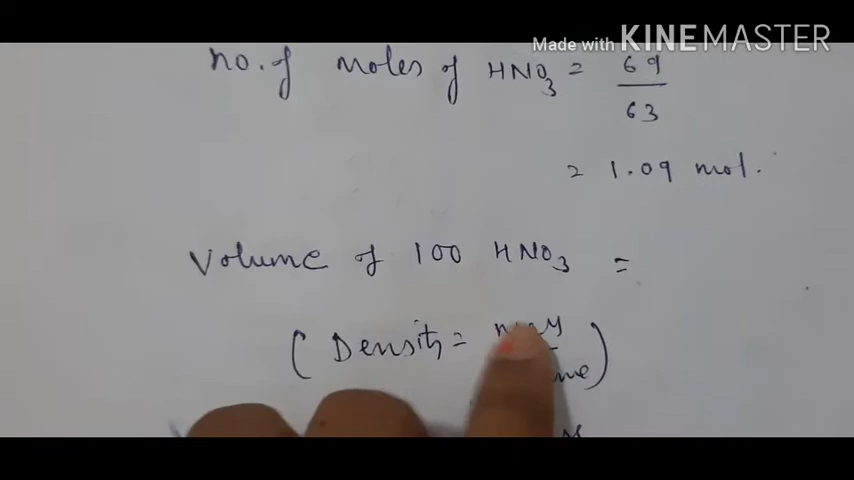 Made with KINEMASTER
no. of moles of HNO3 = 69
63
= 1.09 mol.
Volume of 100 HNO3 =
( Density =
)